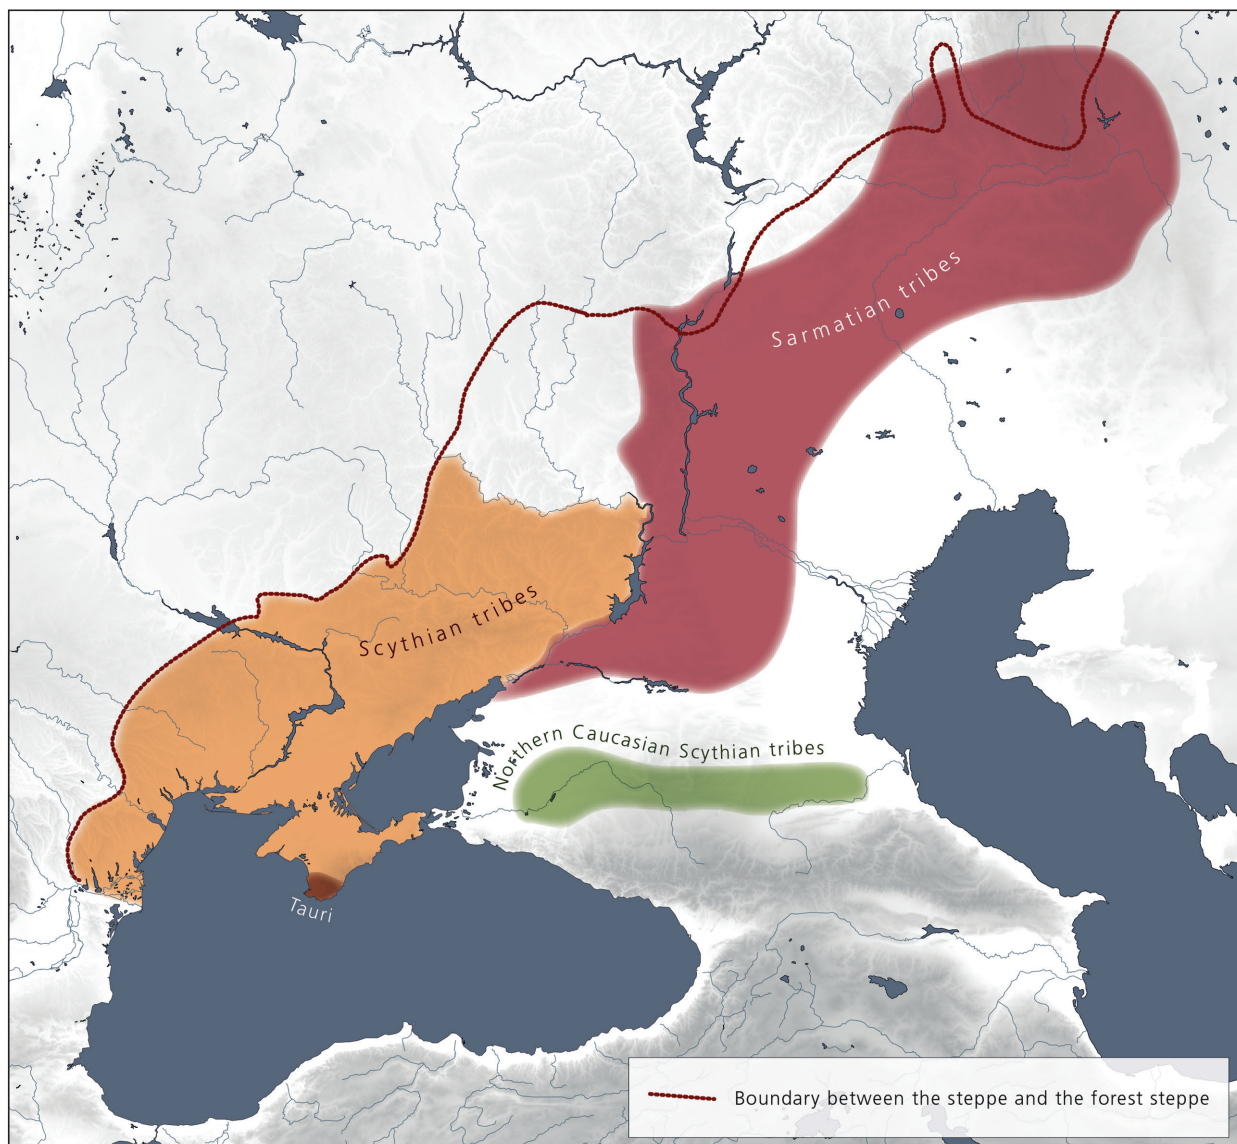 Sarmatian tribes
Scythian tribes
Northern Caucasian Scythian tribes
Tauri
Boundary between the steppe and the forest steppe